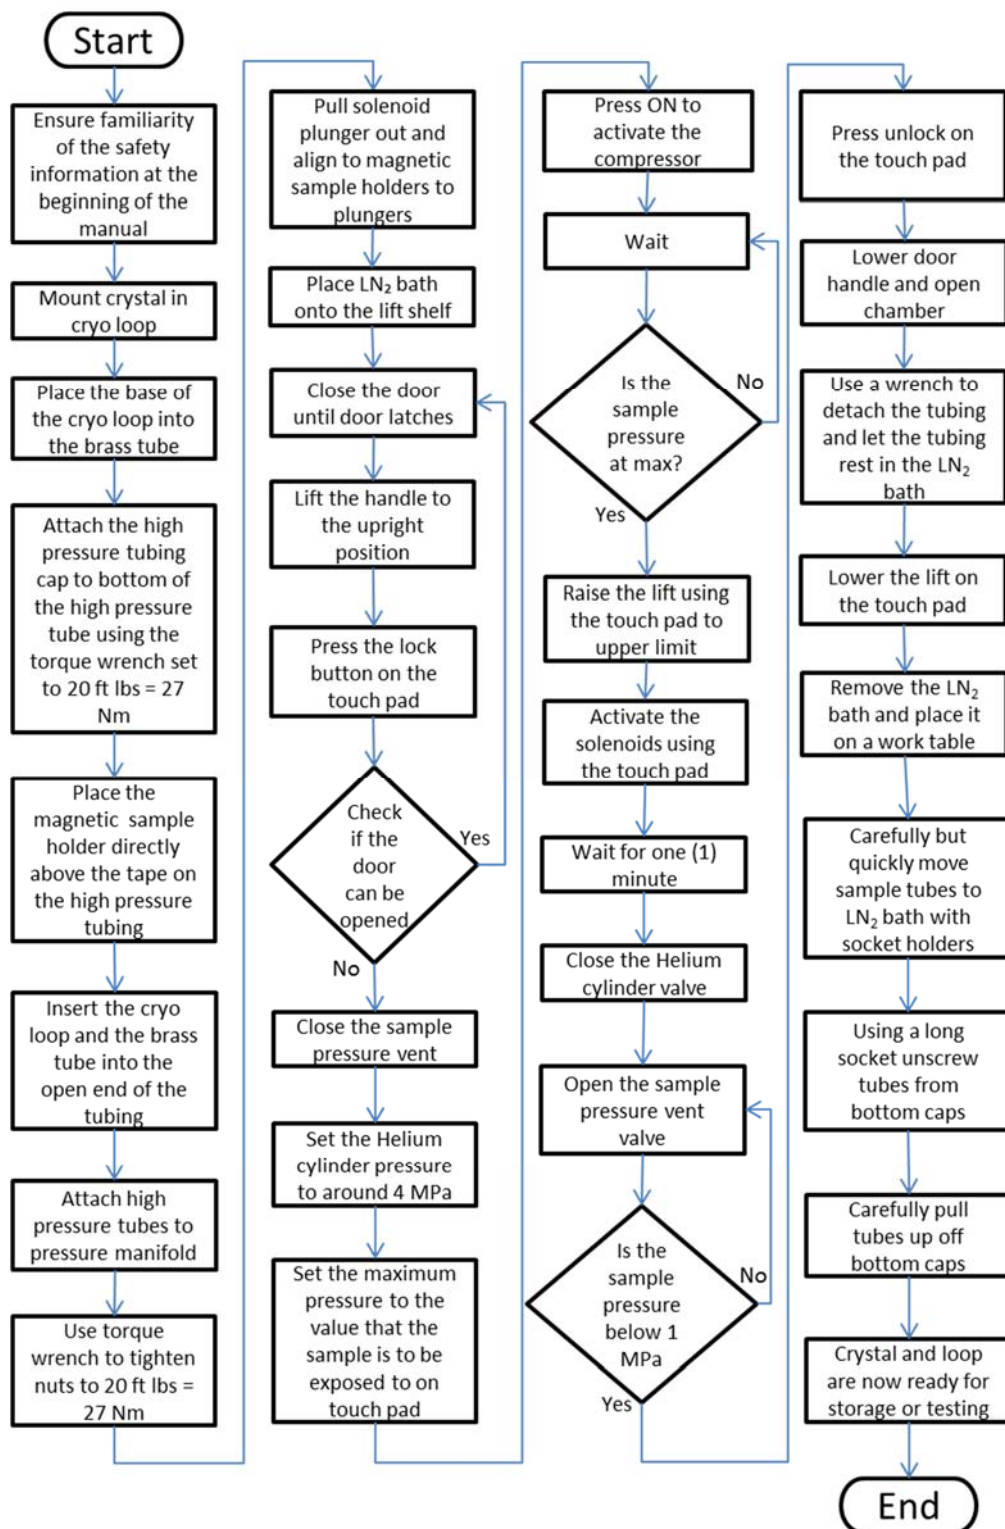 Start
Ensure familiarity
of the safety
information at the
beginning of the
manual
Mount crystal in
cryo loop
Place the base of
the cryo loop into
the brass tube
Attach the high
pressure tubing
cap to bottom of
the high pressure
tube using the
torque wrench set
to 20 ft lbs = 27
Nm
Place the
magnetic sample
holder directly
above the tape on
the high pressure
tubing
Insert the cryo
loop and the brass
tube into the
open end of the
tubing
Attach high
pressure tubes to
pressure manifold
Use torque
wrench to tighten
nuts to 20 ft lbs =
27 Nm
Pull solenoid
plunger out and
align to magnetic
sample holders to
plungers
Place LN₂ bath
onto the lift shelf
Close the door
until door latches
Lift the handle to
the upright
position
Press the lock
button on the
touch pad
Check
if the
door
can be
opened
Yes
No
Close the sample
pressure vent
Set the Helium
cylinder pressure
to around 4 MPa
Set the maximum
pressure to the
value that the
sample is to be
exposed to on
touch pad
Press ON to
activate the
compressor
Wait
Is the
sample
pressure
at max?
No
Yes
Raise the lift using
the touch pad to
upper limit
Activate the
solenoids using
the touch pad
Wait for one (1)
minute
Close the Helium
cylinder valve
Open the sample
pressure vent
valve
Is the
sample
pressure
below 1
MPa
No
Yes
Press unlock on
the touch pad
Lower door
handle and open
chamber
Use a wrench to
detach the tubing
and let the tubing
rest in the LN₂
bath
Lower the lift on
the touch pad
Remove the LN₂
bath and place it
on a work table
Carefully but
quickly move
sample tubes to
LN₂ bath with
socket holders
Using a long
socket unscrew
tubes from
bottom caps
Carefully pull
tubes up off
bottom caps
Crystal and loop
are now ready for
storage or testing
End